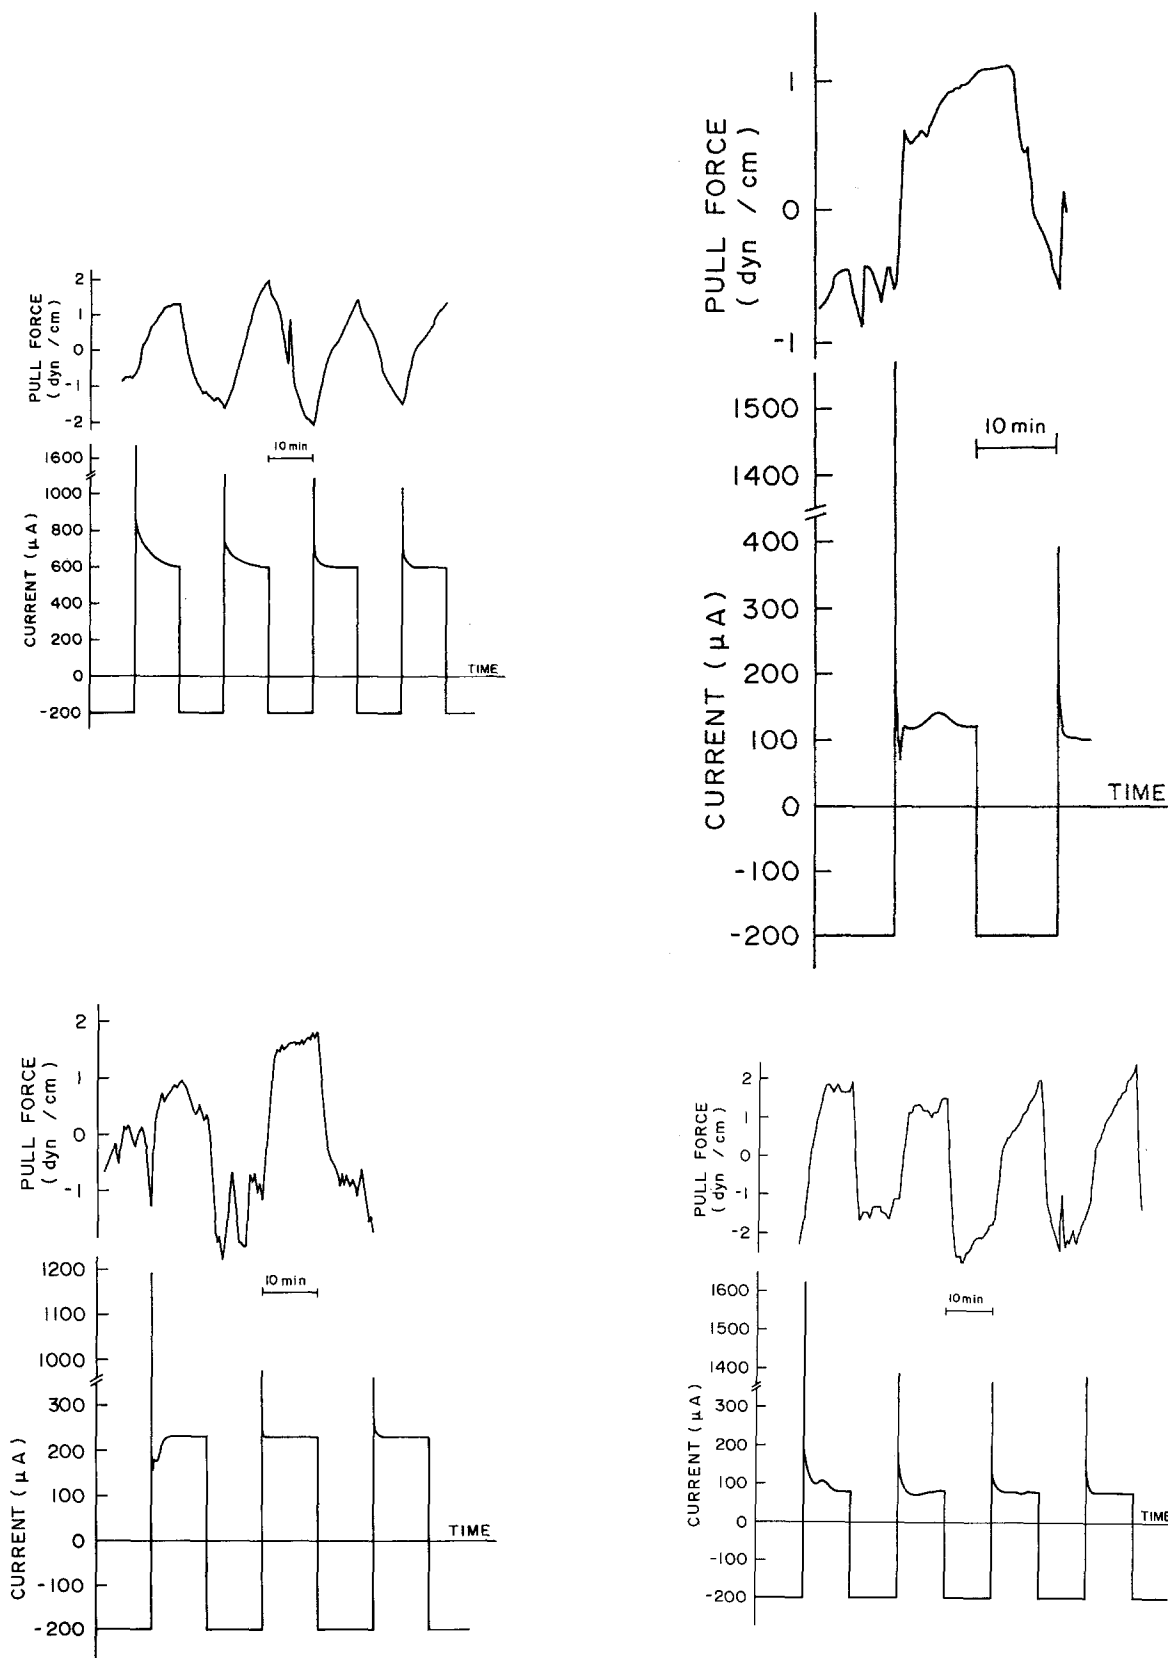 PULL FORCE
(dyn / cm)
2
1
0
-1
-2
10 min
CURRENT (μA)
1600
1000
800
600
400
200
0
-200
TIME
PULL FORCE
(dyn / cm)
1
0
-1
10 min
CURRENT (μA)
1500
1400
400
300
200
100
0
-100
-200
TIME
PULL FORCE
(dyn / cm)
2
1
0
-1
10 min
CURRENT (μA)
1200
1100
1000
300
200
100
0
-100
-200
TIME
PULL FORCE
(dyn / cm)
2
1
0
-1
-2
10 min
CURRENT (μA)
1600
1500
1400
300
200
100
0
-100
-200
TIME